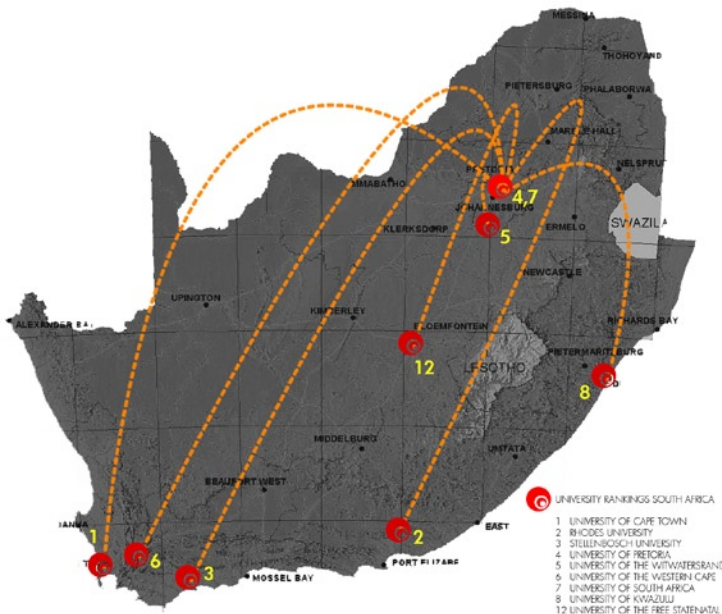 MESSINA
THOHOYAND
PIETERSBURG
PHALABORWA
MARBLE HALL
NELSPRUIT
MMABATHO
4,7
JOHANNESBURG
SWAZILA
KLERKSDORP
5
ERMELO
NEWCASTLE
UPINGTON
KIMBERLEY
ALEXANDER BA
RICHARDS BAY
BLOEMFONTEIN
PIETERMARITZBURG
12
LESOTHO
8
MIDDELBURG
UMTATA
BEAUFORT WEST
UNIVERSITY RANKINGS SOUTH AFRICA
1 UNIVERSITY OF CAPE TOWN
2 RHODES UNIVERSITY
3 STELLENBOSCH UNIVERSITY
4 UNIVERSITY OF PRETORIA
5 UNIVERSITY OF THE WITWATERSRAND
6 UNIVERSITY OF THE WESTERN CAPE
7 UNIVERSITY OF SOUTH AFRICA
8 UNIVERSITY OF KWAZULU
12 UNIVERSITY OF THE FREE STATENATAL
1
2
EAST
6
3
MOSSEL BAY
PORT ELIZABE